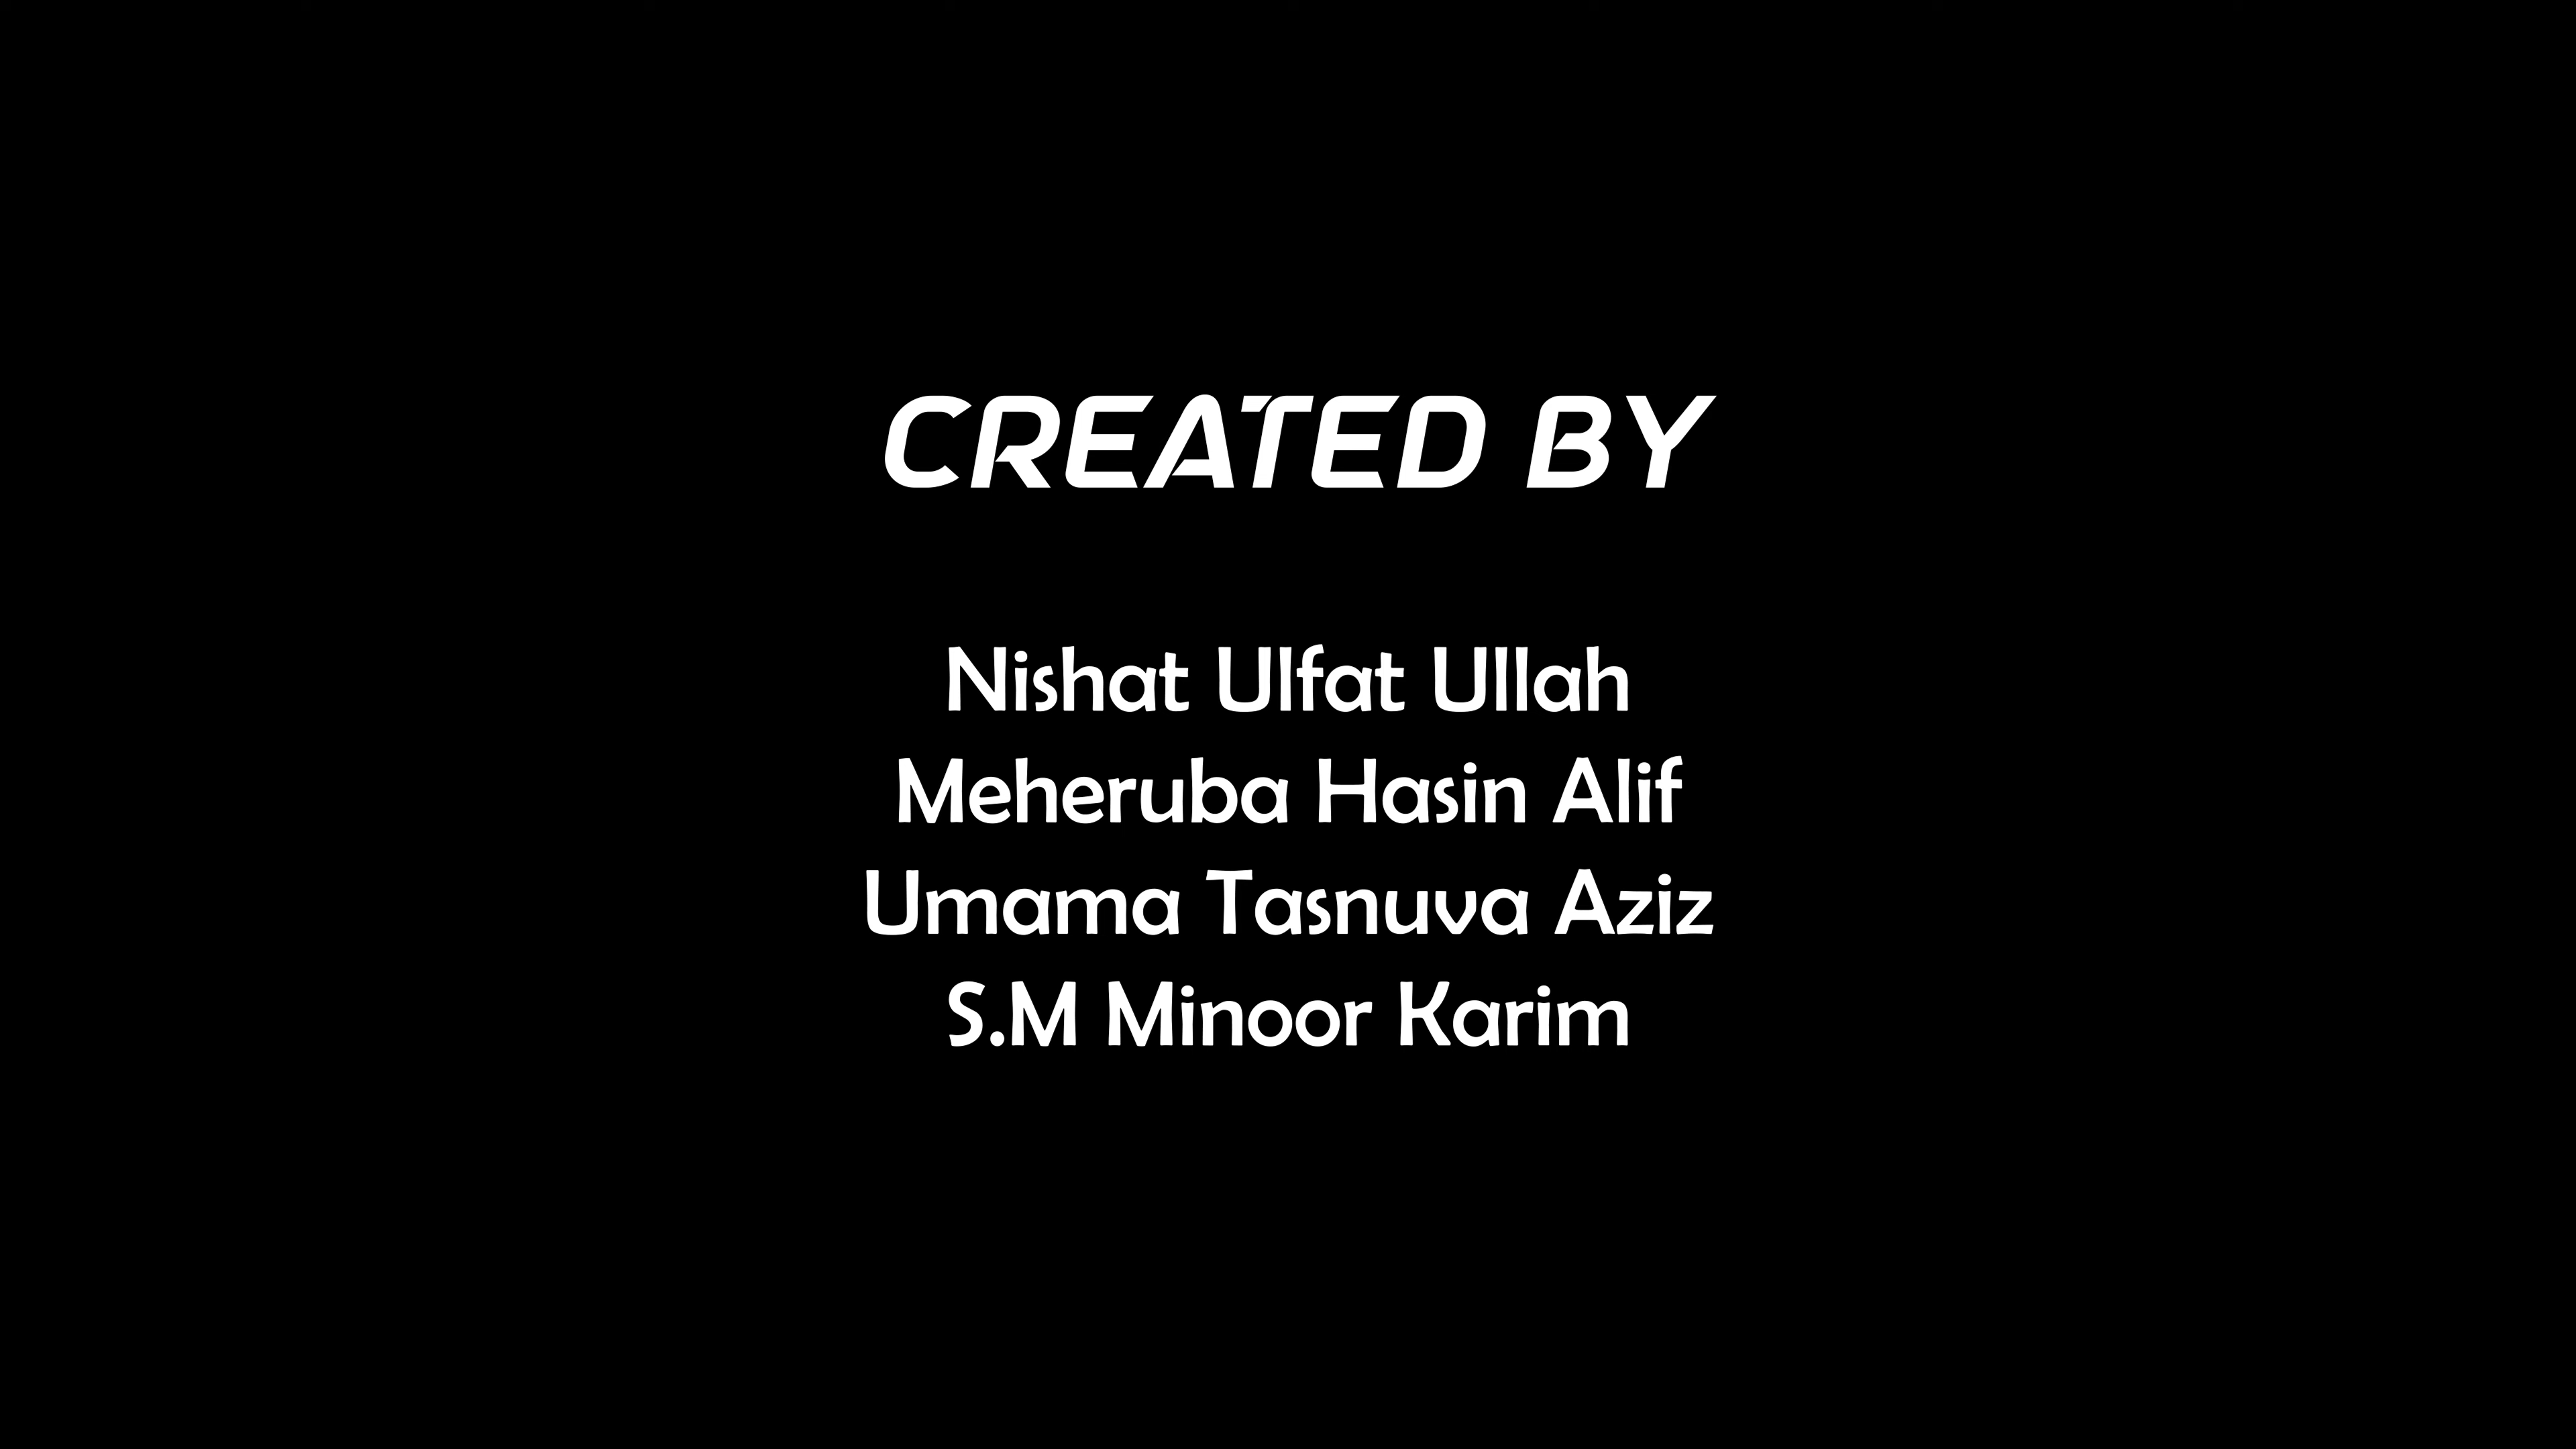 CREATED BY
Nishat Ulfat Ullah
Meheruba Hasin Alif
Umama Tasnuva Aziz
S.M Minoor Karim